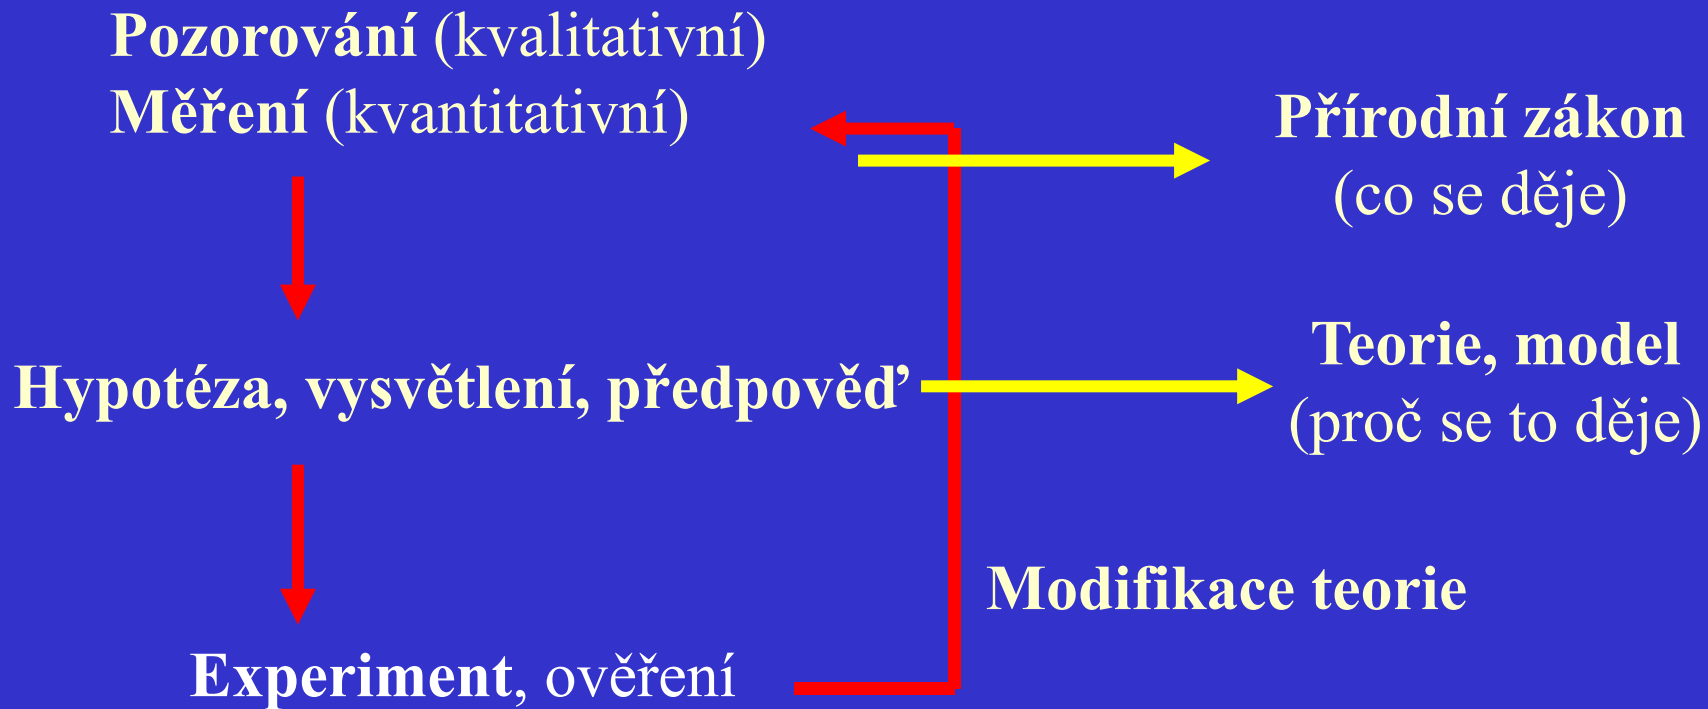 Pozorování (kvalitativní)
Měření (kvantitativní)
Přírodní zákon
(co se děje)
Hypotéza, vysvětlení, předpověď
Teorie, model
(proč se to děje)
Modifikace teorie
Experiment, ověření